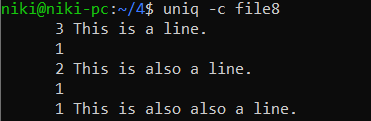 niki@niki-pc:~/4$ uniq -c file8
3 This is a line.
1
2 This is also a line.
1
1 This is also also a line.